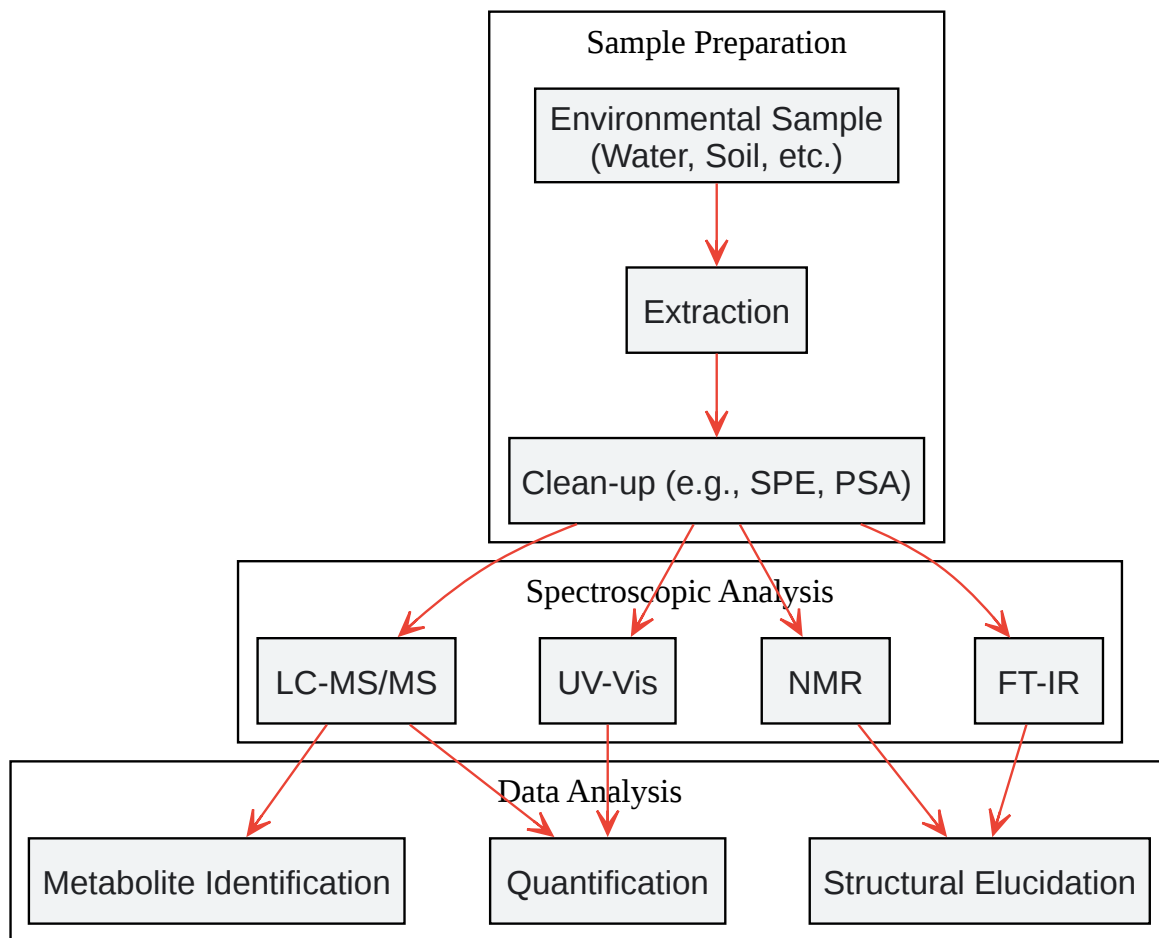 Sample Preparation
Environmental Sample
(Water, Soil, etc.)
Extraction
Clean-up (e.g., SPE, PSA)
Spectroscopic Analysis
LC-MS/MS
UV-Vis
NMR
FT-IR
Data Analysis
Metabolite Identification
Quantification
Structural Elucidation